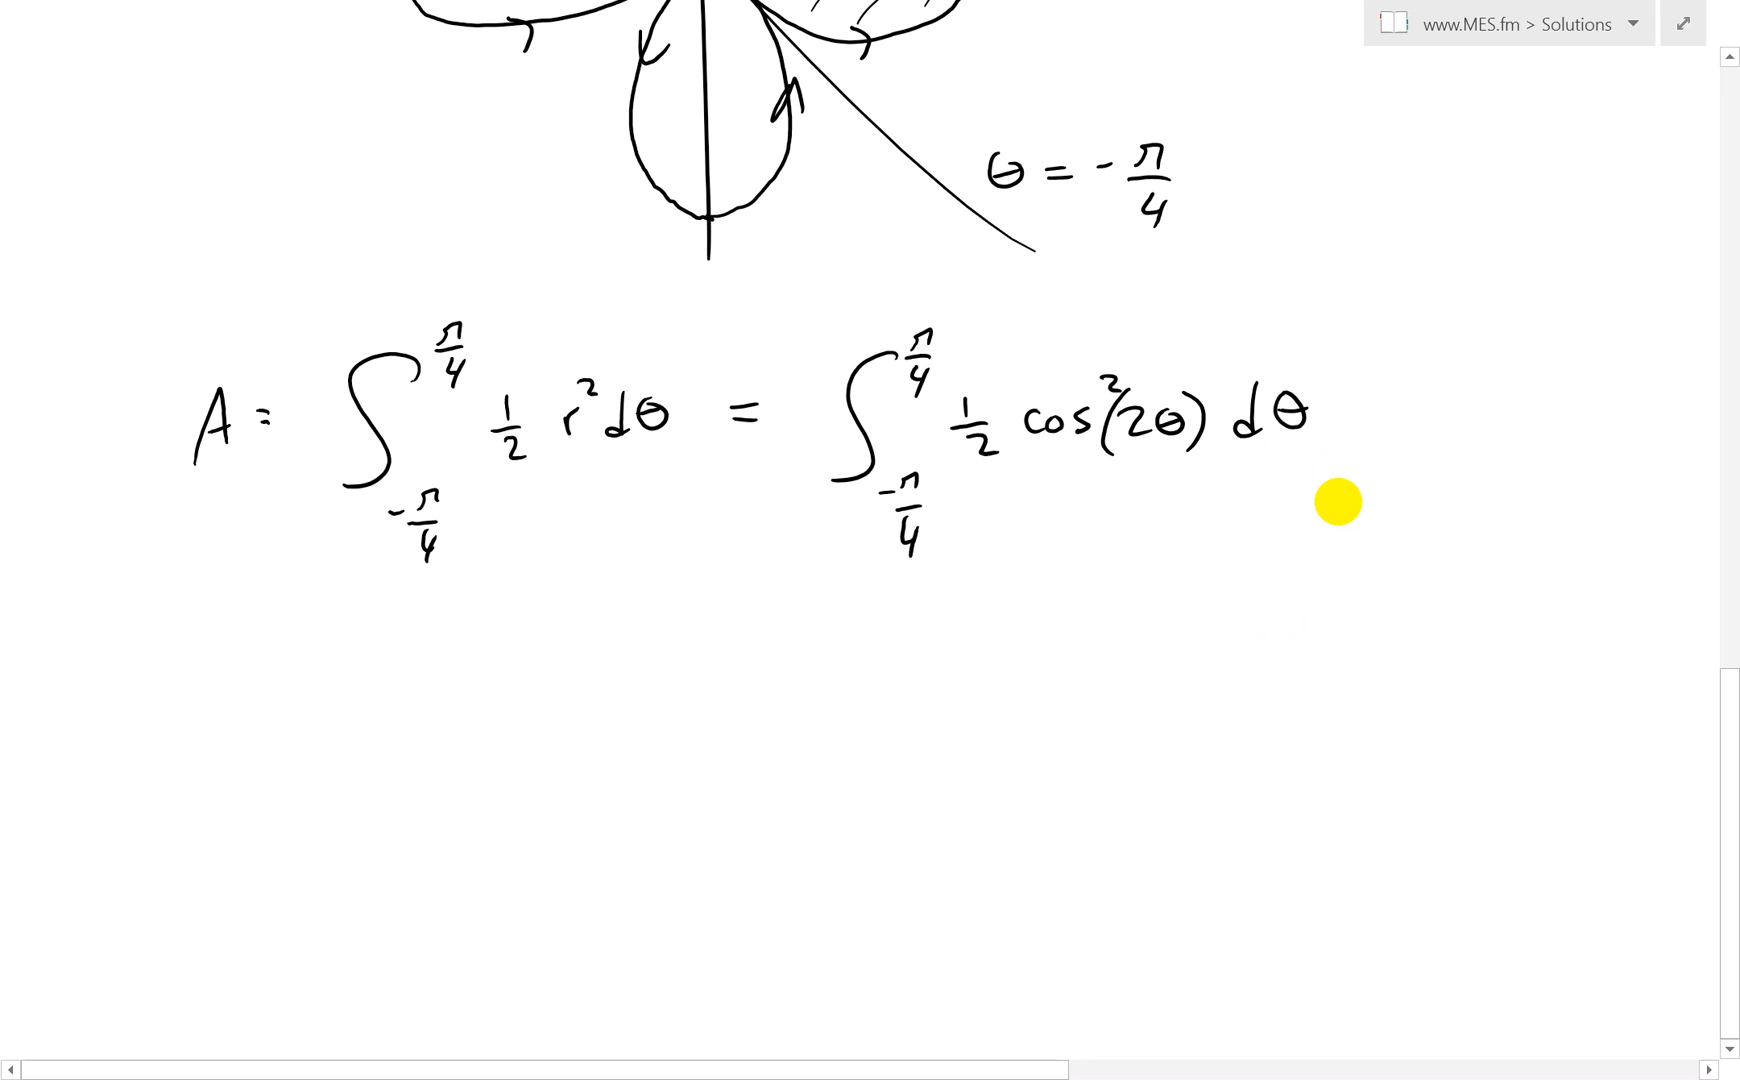 www.MES.fm > Solutions
θ = - π/4
A = ∫_{-π/4}^{π/4} 1/2 r² dθ = ∫_{-π/4}^{π/4} 1/2 cos²(2θ) dθ